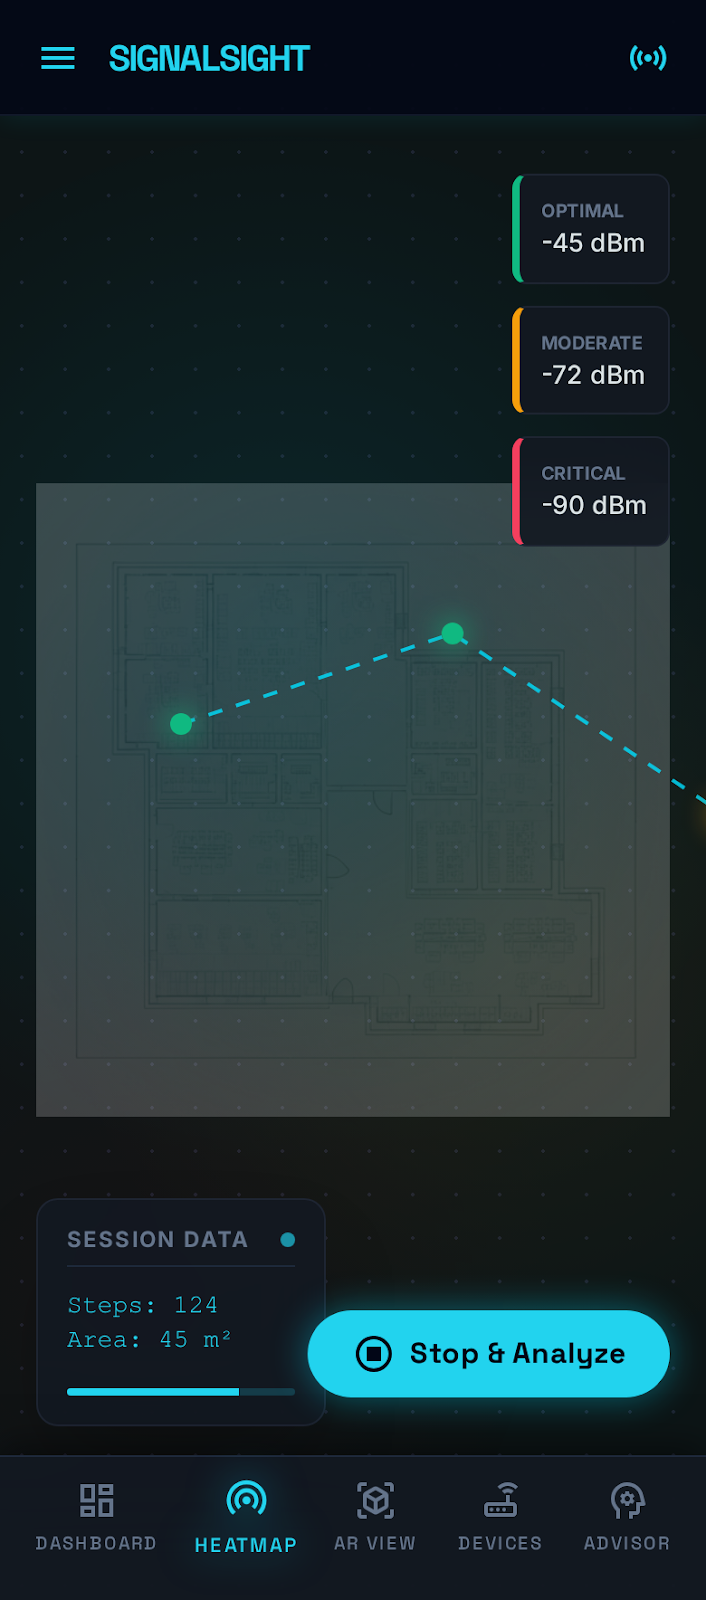 SIGNALSIGHT
OPTIMAL
-45 dBm
MODERATE
-72 dBm
CRITICAL
-90 dBm
SESSION DATA
Steps: 124
Area: 45 m²
Stop & Analyze
DASHBOARD
HEATMAP
AR VIEW
DEVICES
ADVISOR